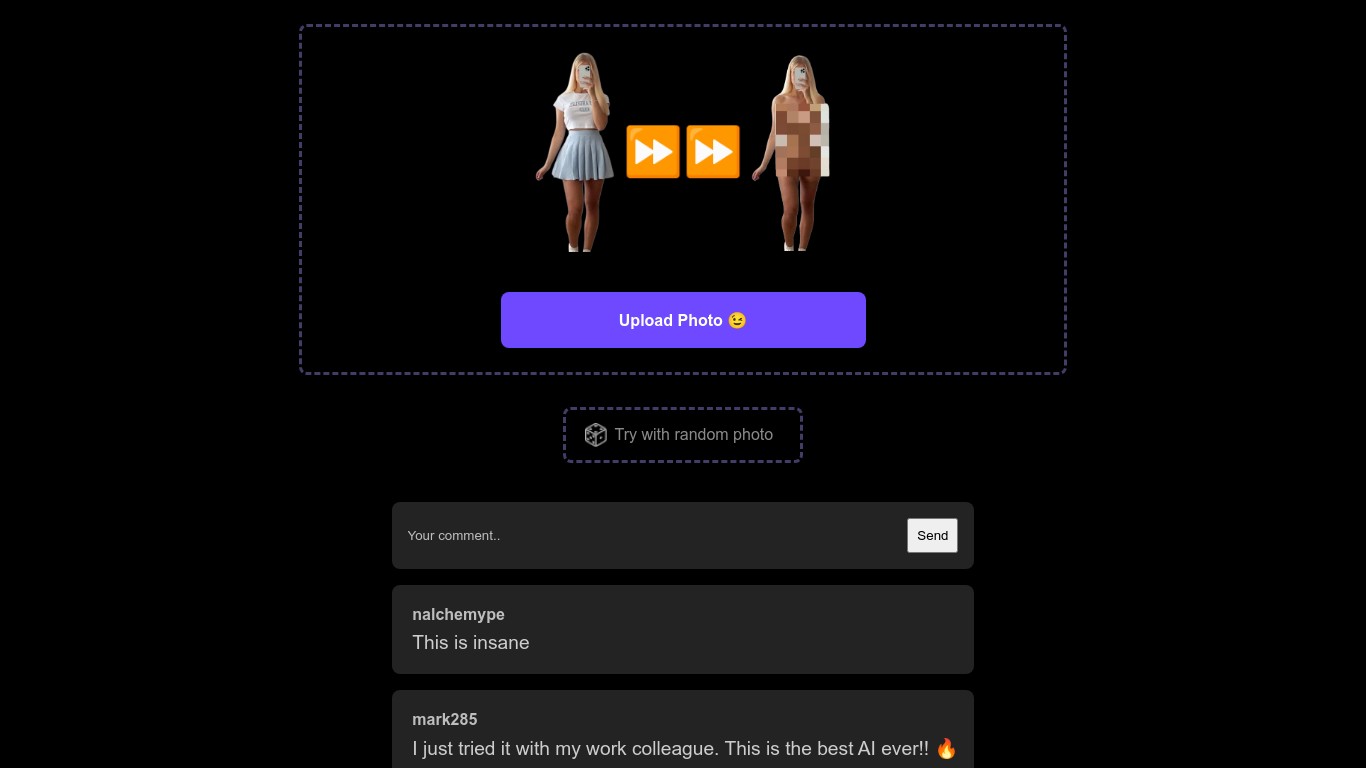 Upload Photo 😉
Try with random photo
Your comment..
Send
nalchemype
This is insane
mark285
I just tried it with my work colleague. This is the best AI ever!! 🔥